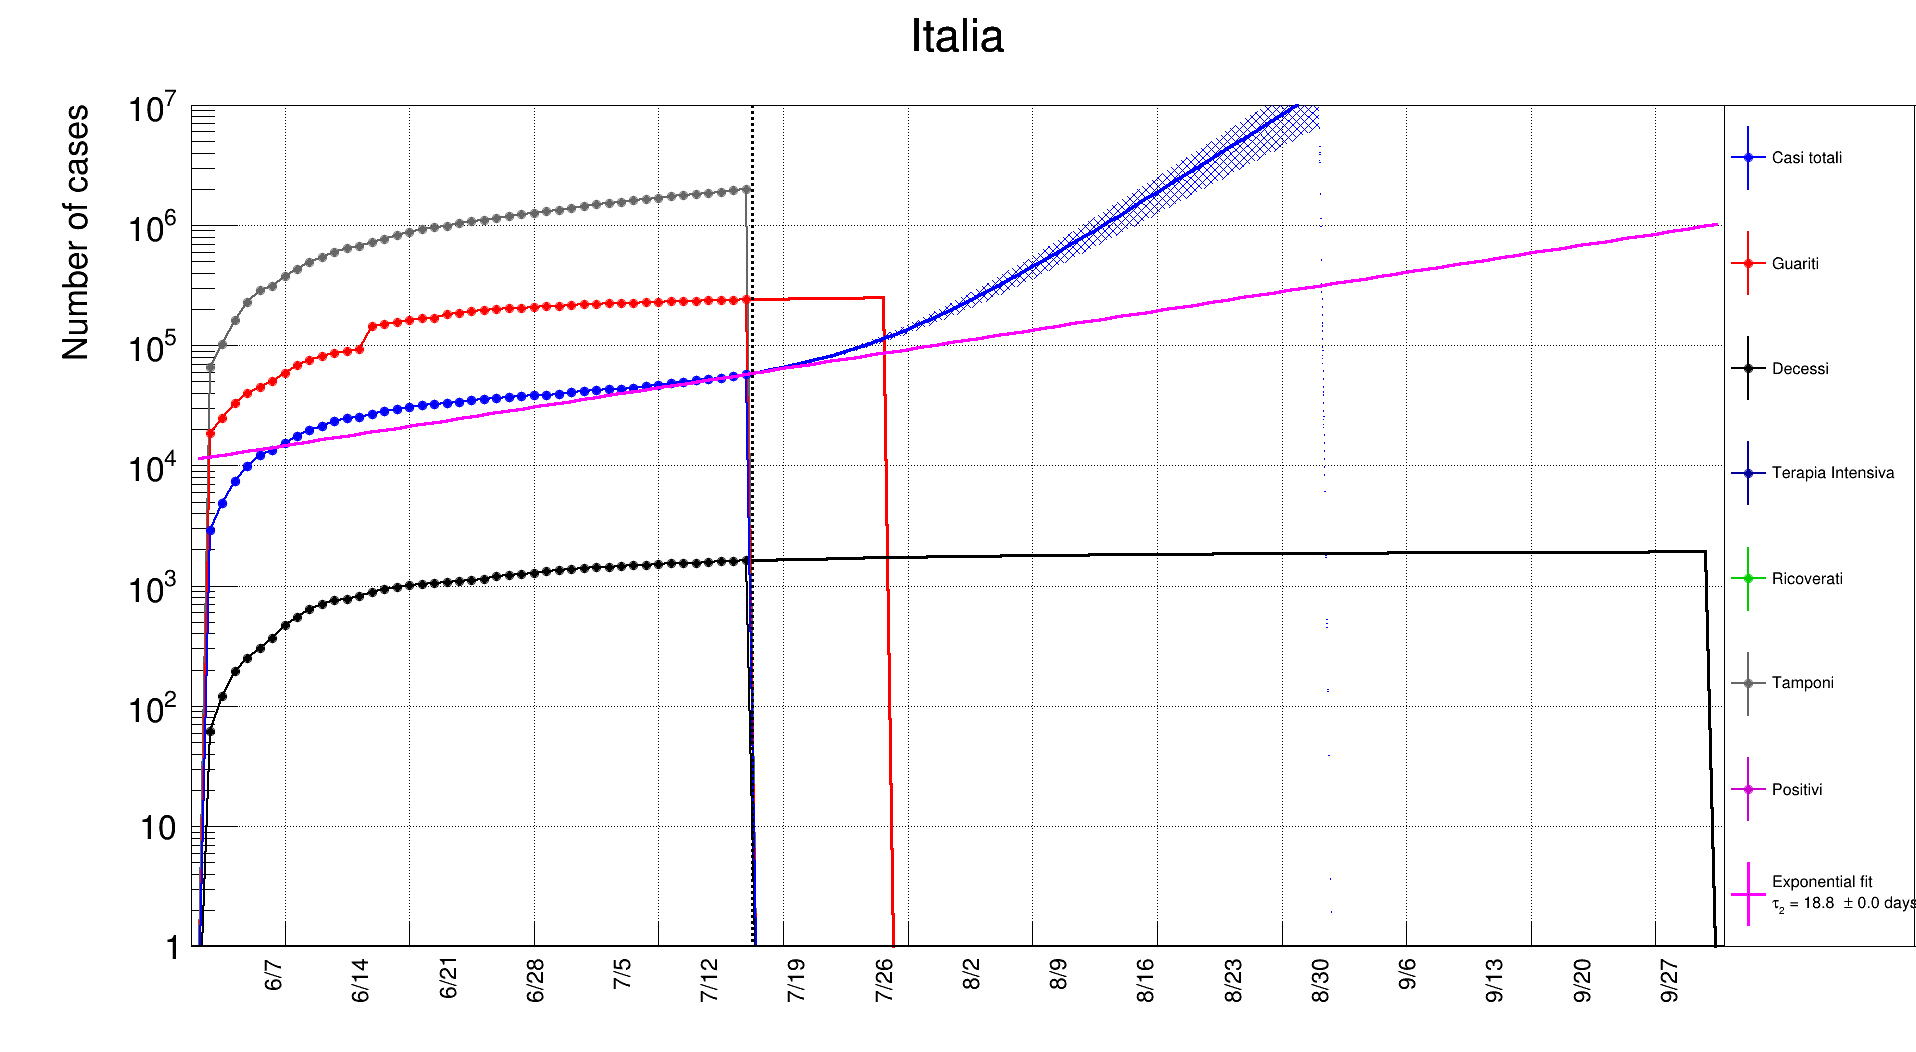 Italia
Number of cases
10^7
10^6
10^5
10^4
10^3
10^2
10
1
6/7
6/14
6/21
6/28
7/5
7/12
7/19
7/26
8/2
8/9
8/16
8/23
8/30
9/6
9/13
9/20
9/27
Casi totali
Guariti
Decessi
Terapia Intensiva
Ricoverati
Tamponi
Positivi
Exponential fit
τ₂ = 18.8 ± 0.0 days